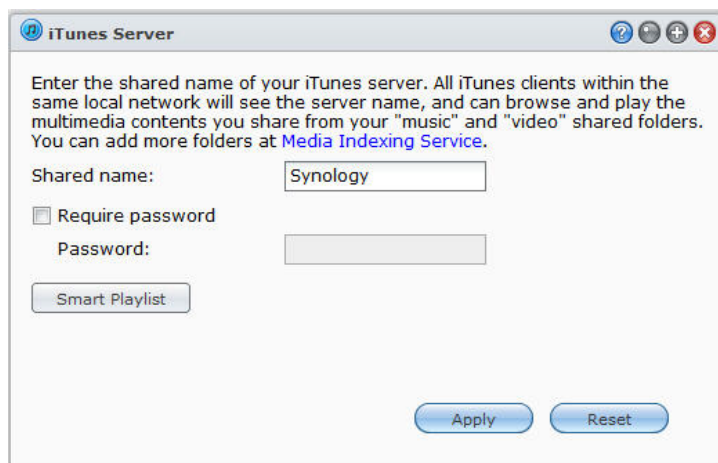 iTunes Server
Enter the shared name of your iTunes server. All iTunes clients within the
same local network will see the server name, and can browse and play the
multimedia contents you share from your "music" and "video" shared folders.
You can add more folders at Media Indexing Service.
Shared name: Synology
Require password
Password:
Smart Playlist
Apply Reset